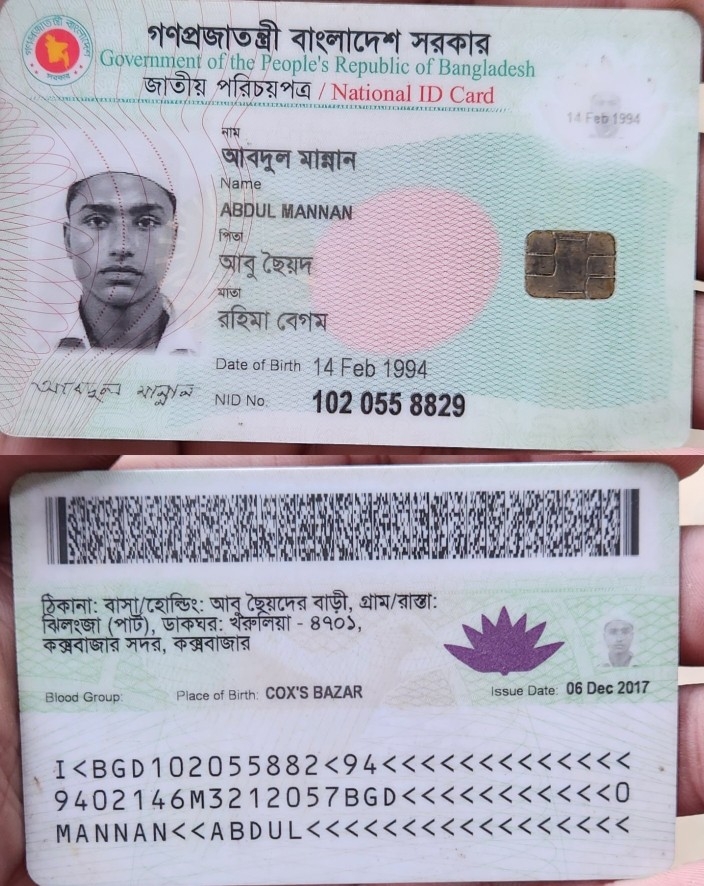 গণপ্রজাতন্ত্রী বাংলাদেশ সরকার
Government of the People's Republic of Bangladesh
জাতীয় পরিচয়পত্র / National ID Card
14 Feb 1994
নাম
আবদুল মান্নান
Name
ABDUL MANNAN
পিতা
আবু ছৈয়দ
মাতা
রহিমা বেগম
Date of Birth 14 Feb 1994
আবদুল মান্নান
NID No. 102 055 8829
ঠিকানা: বাসা/হোল্ডিং: আবু ছৈয়দের বাড়ী, গ্রাম/রাস্তা:
ঝিলংজা (পার্ট), ডাকঘর: খরুলিয়া - ৪৭০১,
কক্সবাজার সদর, কক্সবাজার
Blood Group: Place of Birth: COX'S BAZAR Issue Date: 06 Dec 2017
I<BGD102055882<94<<<<<<<<<<<<<
9402146M3212057BGD<<<<<<<<<<<0
MANNAN<<ABDUL<<<<<<<<<<<<<<<<<